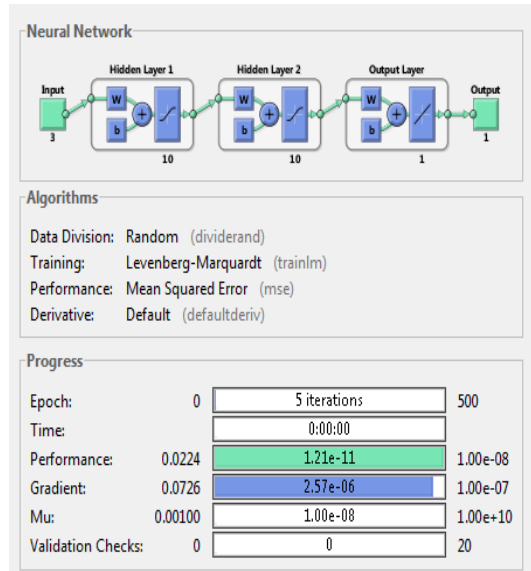 Neural Network
Hidden Layer 1 Hidden Layer 2 Output Layer
Input Output
W W W
+ + +
b b b
3 10 10 1 1
Algorithms
Data Division: Random (dividerand)
Training: Levenberg-Marquardt (trainlm)
Performance: Mean Squared Error (mse)
Derivative: Default (defaultderiv)
Progress
Epoch: 0 5 iterations 500
Time: 0:00:00
Performance: 0.0224 1.21e-11 1.00e-08
Gradient: 0.0726 2.57e-06 1.00e-07
Mu: 0.00100 1.00e-08 1.00e+10
Validation Checks: 0 0 20